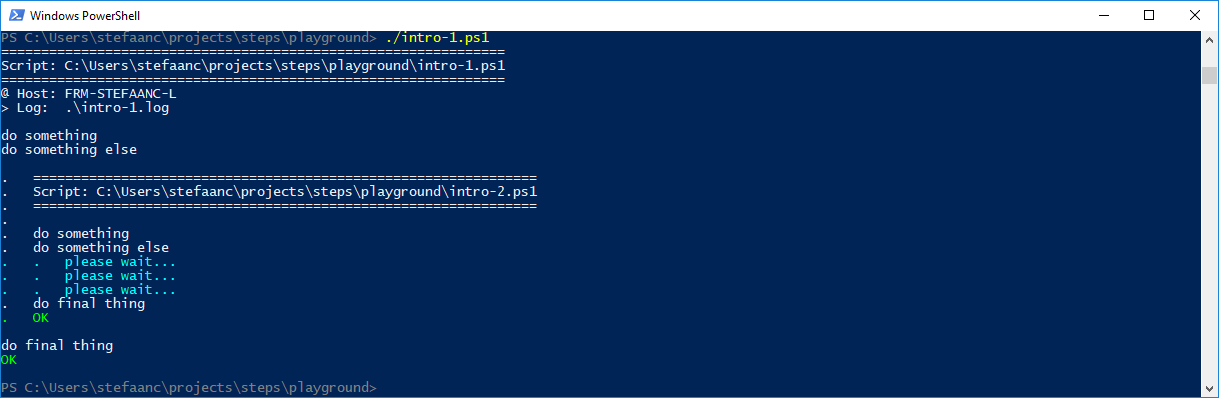 Windows PowerShell
PS C:\Users\stefaanc\projects\steps\playground> ./intro-1.ps1
===============================================================
Script: C:\Users\stefaanc\projects\steps\playground\intro-1.ps1
===============================================================
@ Host: FRM-STEFAANC-L
> Log:  .\intro-1.log
do something
do something else
.   ===============================================================
.   Script: C:\Users\stefaanc\projects\steps\playground\intro-2.ps1
.   ===============================================================
.
.   do something
.   do something else
.   .   please wait...
.   .   please wait...
.   .   please wait...
.   do final thing
.   OK
do final thing
OK
PS C:\Users\stefaanc\projects\steps\playground>